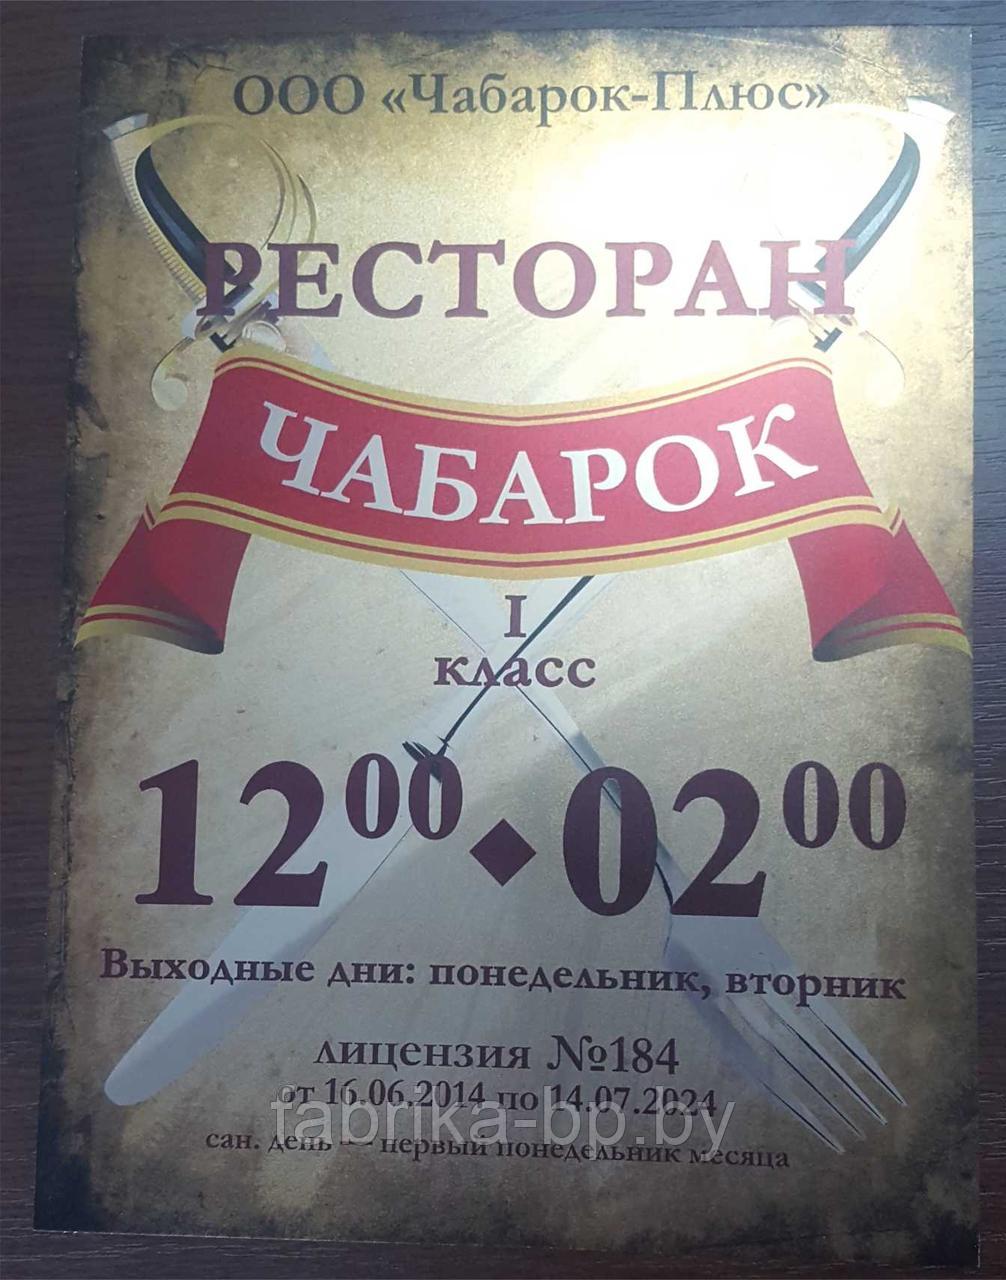 ООО «Чабарок-Плюс»
РЕСТОРАН
ЧАБАРОК
I
класс
12⁰⁰ ◆ 02⁰⁰
Выходные дни: понедельник, вторник
лицензия №184
от 16.06.2014 по 14.07.2024
fabrika-bp.by
сан. день — первый понедельник месяца